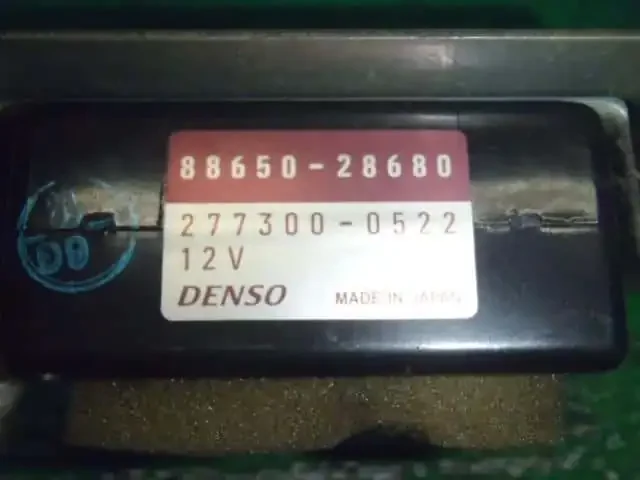 88650-28680
277300-0522
12V
DENSO MADE IN JAPAN